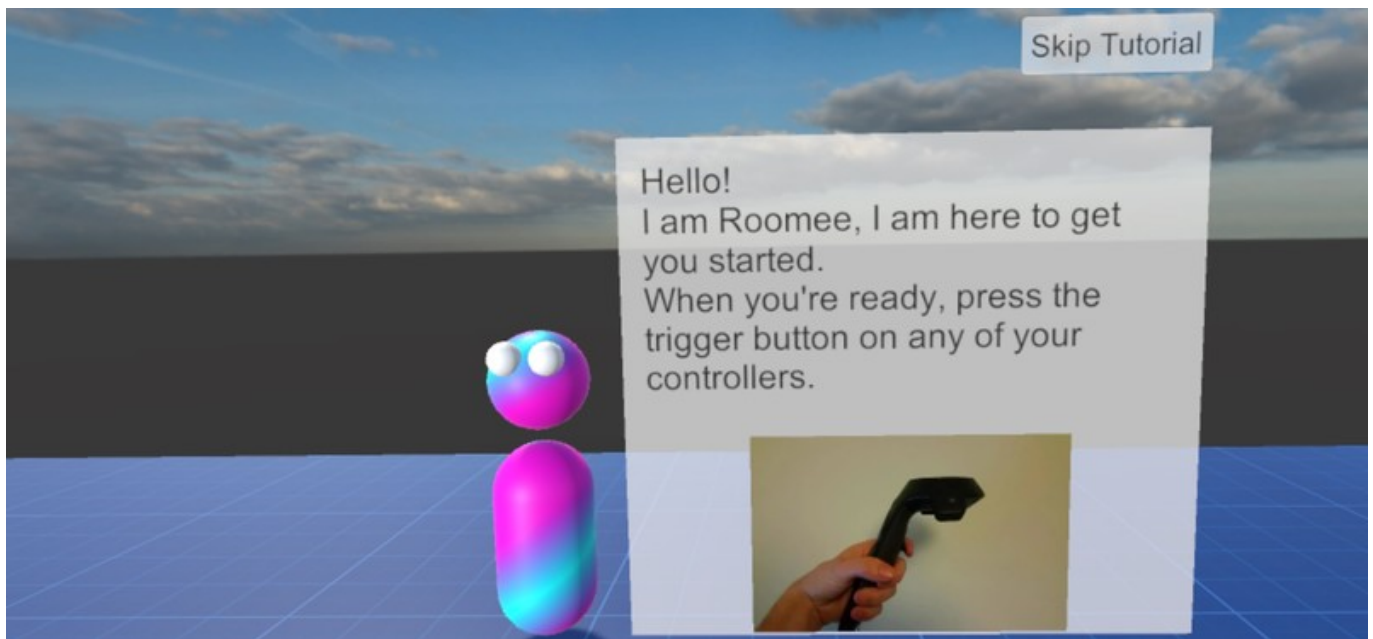 Skip Tutorial
Hello!
I am Roomee, I am here to get
you started.
When you're ready, press the
trigger button on any of your
controllers.